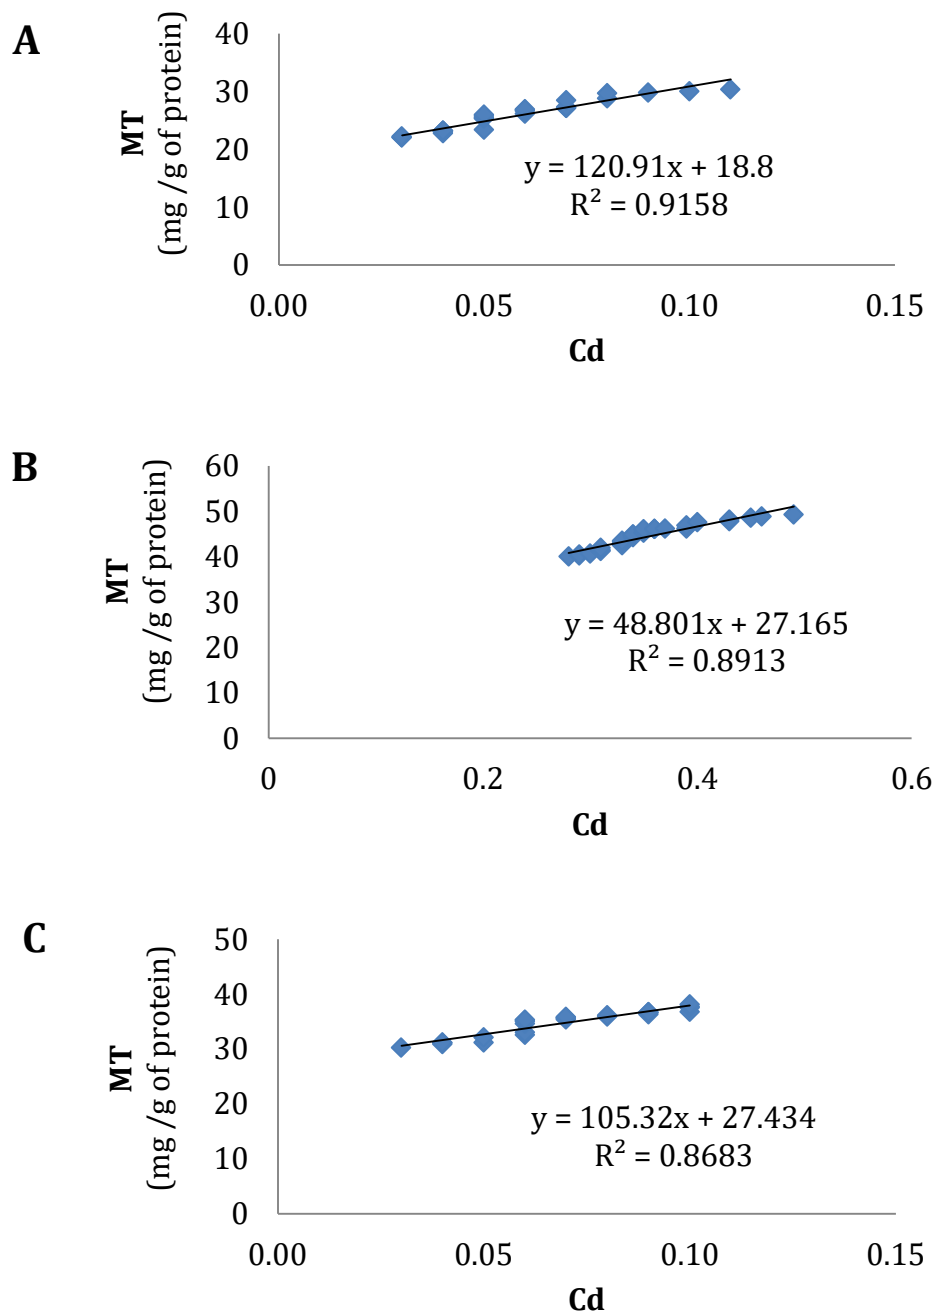 A
MT
(mg /g of protein)
40
30
20
10
0
y = 120.91x + 18.8
R² = 0.9158
0.00 0.05 0.10 0.15
Cd
B
MT
(mg /g of protein)
60
50
40
30
20
10
0
y = 48.801x + 27.165
R² = 0.8913
0 0.2 0.4 0.6
Cd
C
MT
(mg /g of protein)
50
40
30
20
10
0
y = 105.32x + 27.434
R² = 0.8683
0.00 0.05 0.10 0.15
Cd